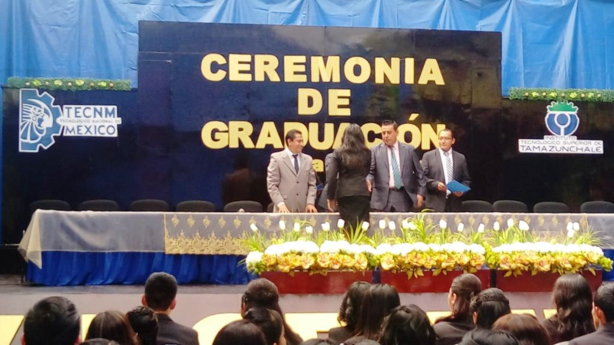 CEREMONIA
DE
GRADUACIÓN
TECNM
TECNOLÓGICO NACIONAL DE
MÉXICO
INSTITUTO
TECNOLÓGICO SUPERIOR DE
TAMAZUNCHALE